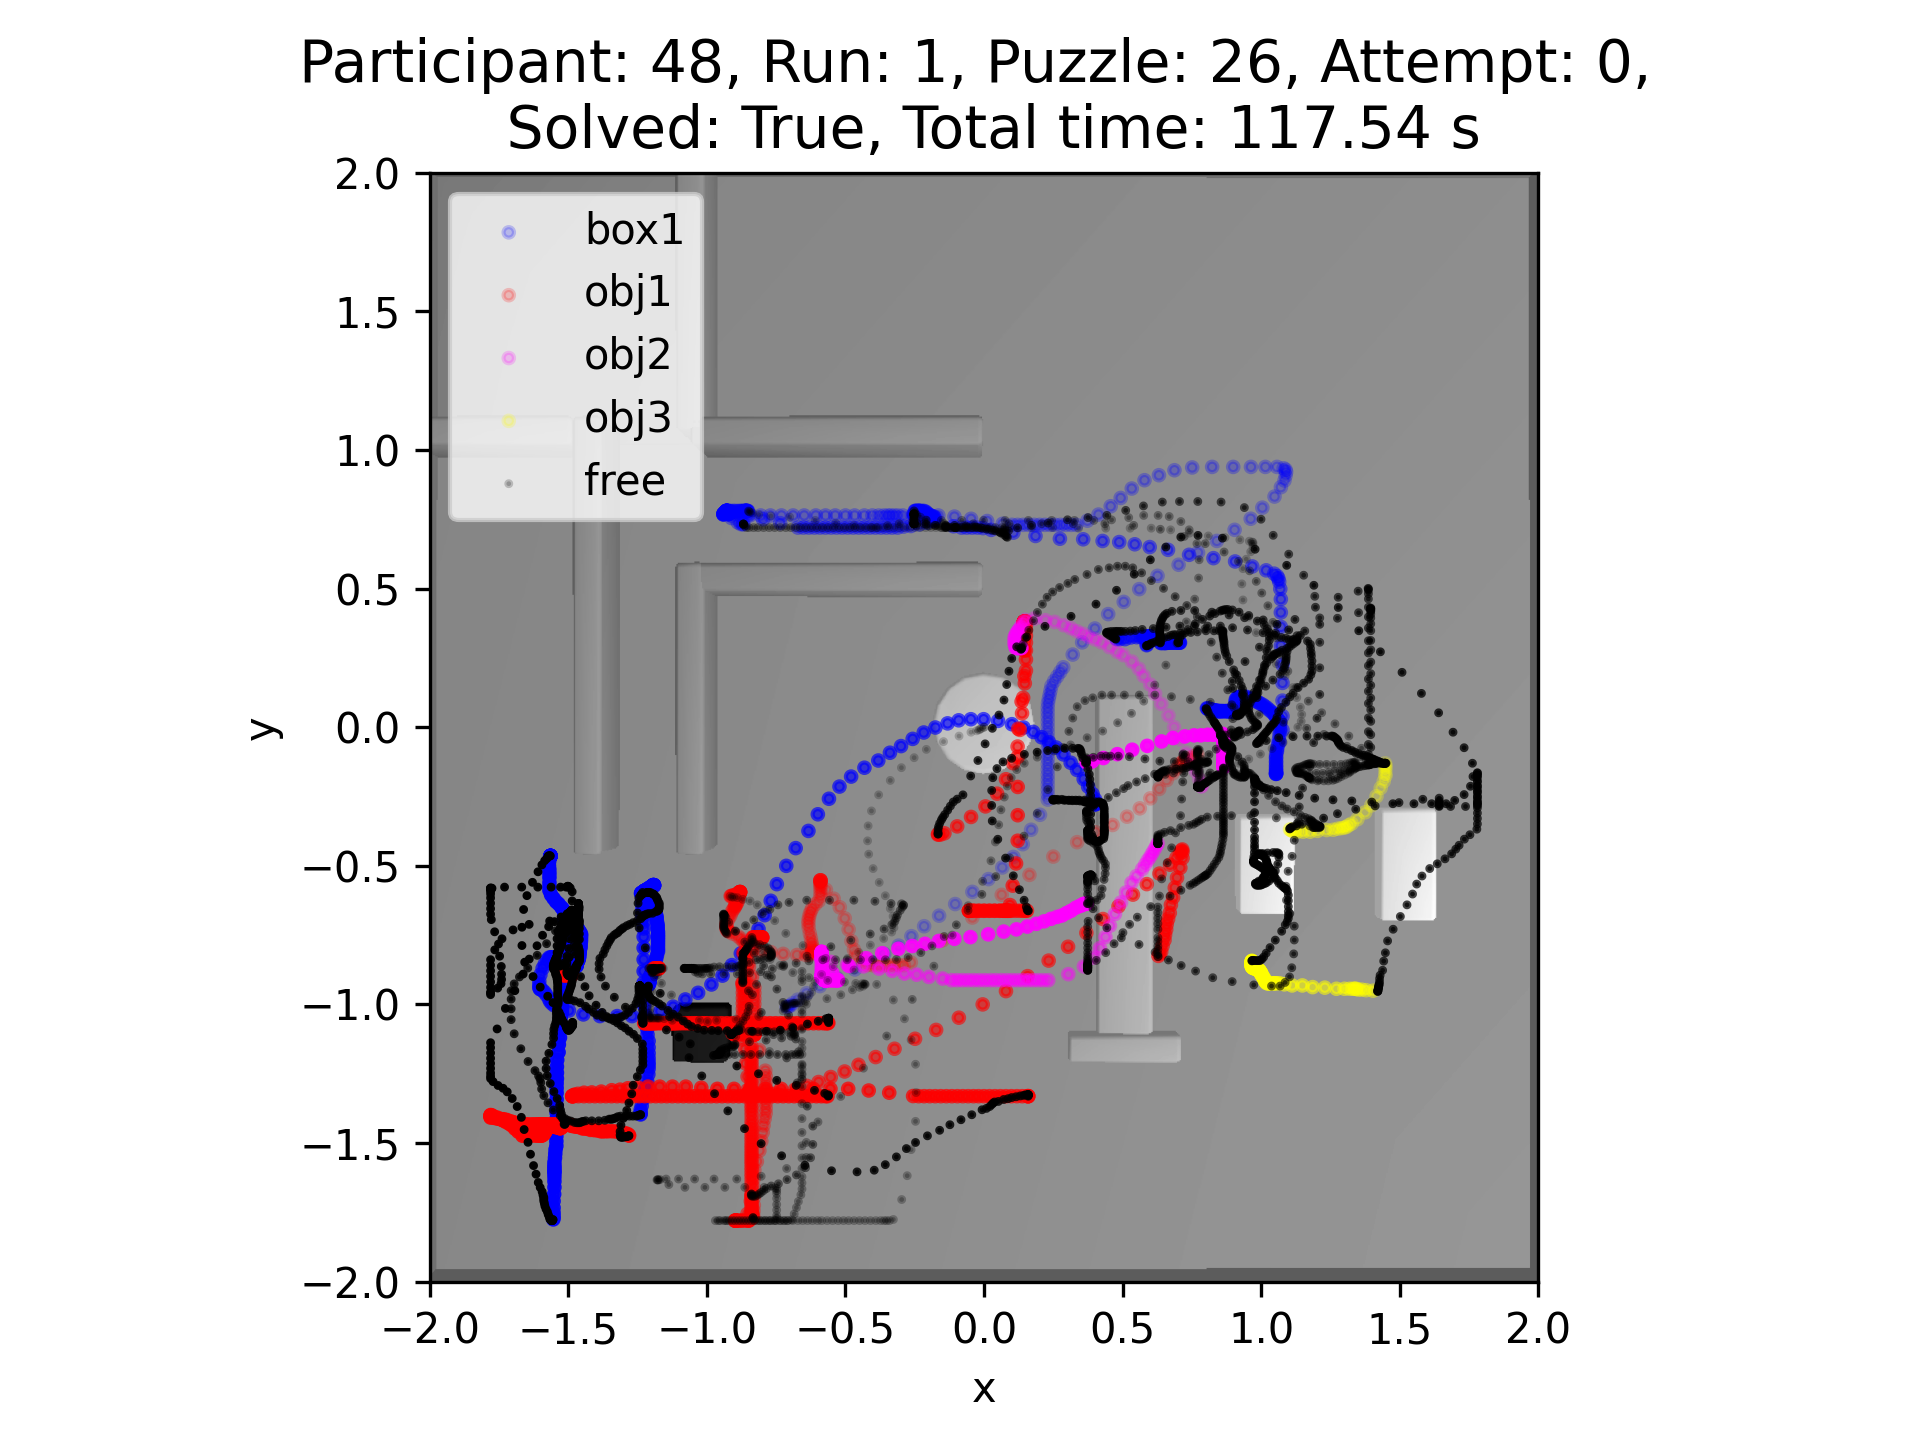 Participant: 48, Run: 1, Puzzle: 26, Attempt: 0,
Solved: True, Total time: 117.54 s
2.0
1.5
1.0
0.5
0.0
−0.5
−1.0
−1.5
−2.0
y
box1
obj1
obj2
obj3
free
−2.0 −1.5 −1.0 −0.5 0.0 0.5 1.0 1.5 2.0
x